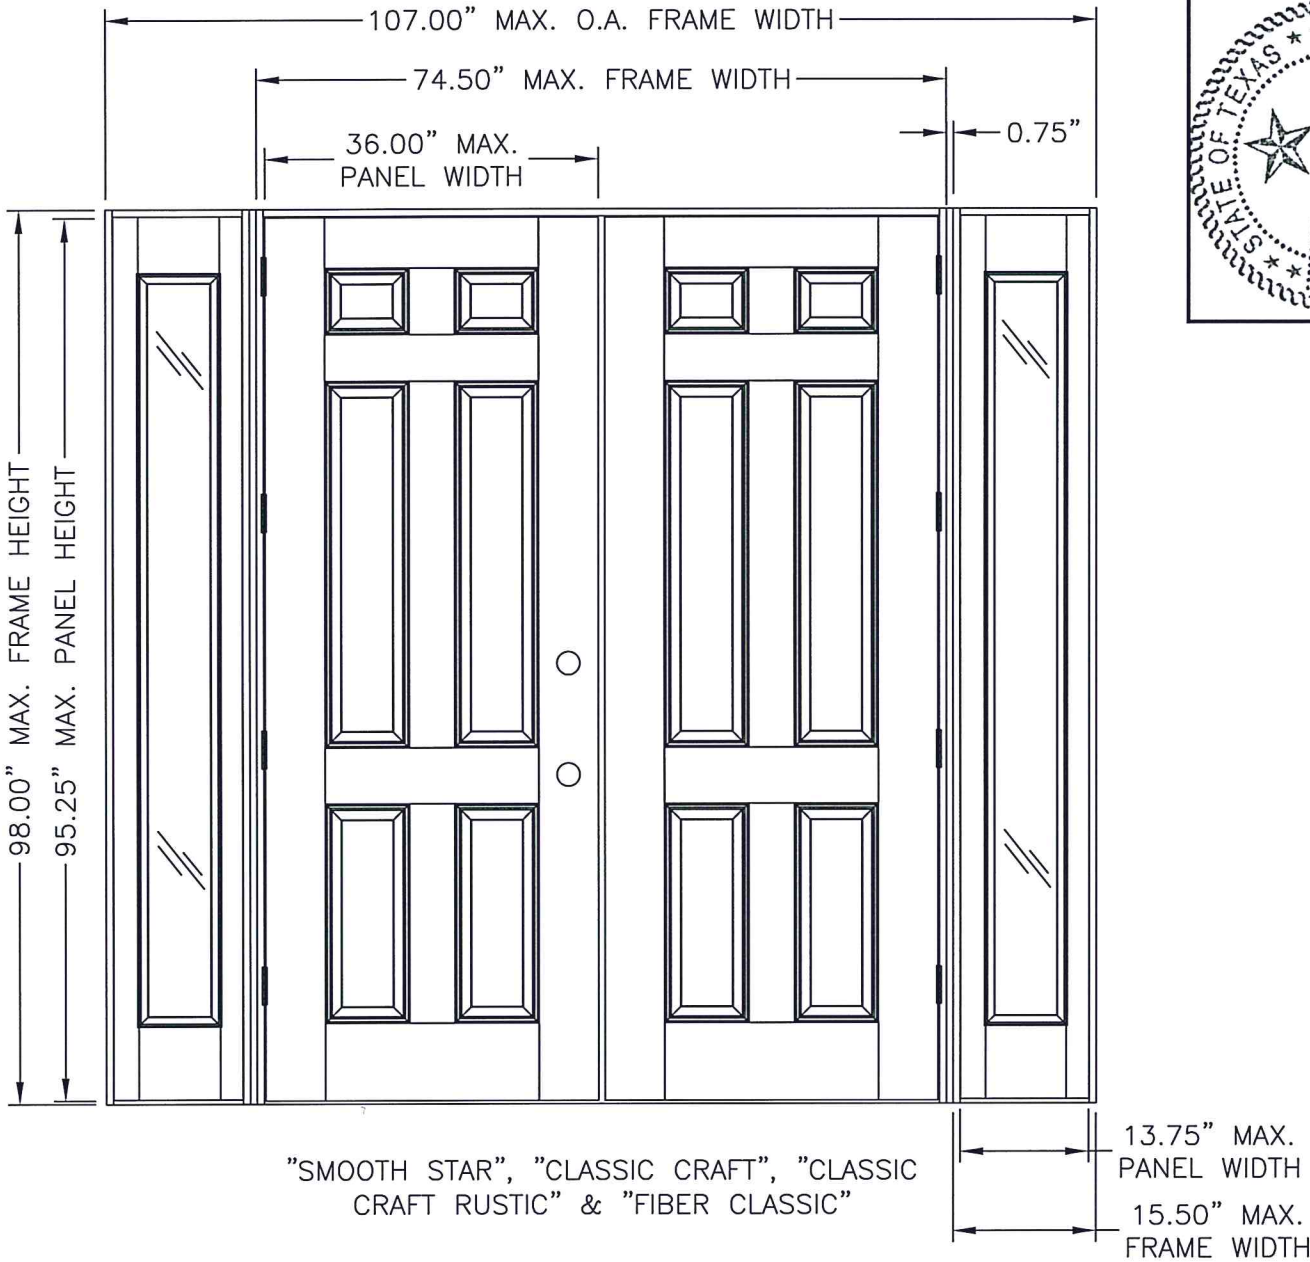 107.00" MAX. O.A. FRAME WIDTH
74.50" MAX. FRAME WIDTH
36.00" MAX.
PANEL WIDTH
0.75"
STATE OF TEXAS
98.00" MAX. FRAME HEIGHT
95.25" MAX. PANEL HEIGHT
13.75" MAX.
PANEL WIDTH
"SMOOTH STAR", "CLASSIC CRAFT", "CLASSIC
CRAFT RUSTIC" & "FIBER CLASSIC"
15.50" MAX.
FRAME WIDTH